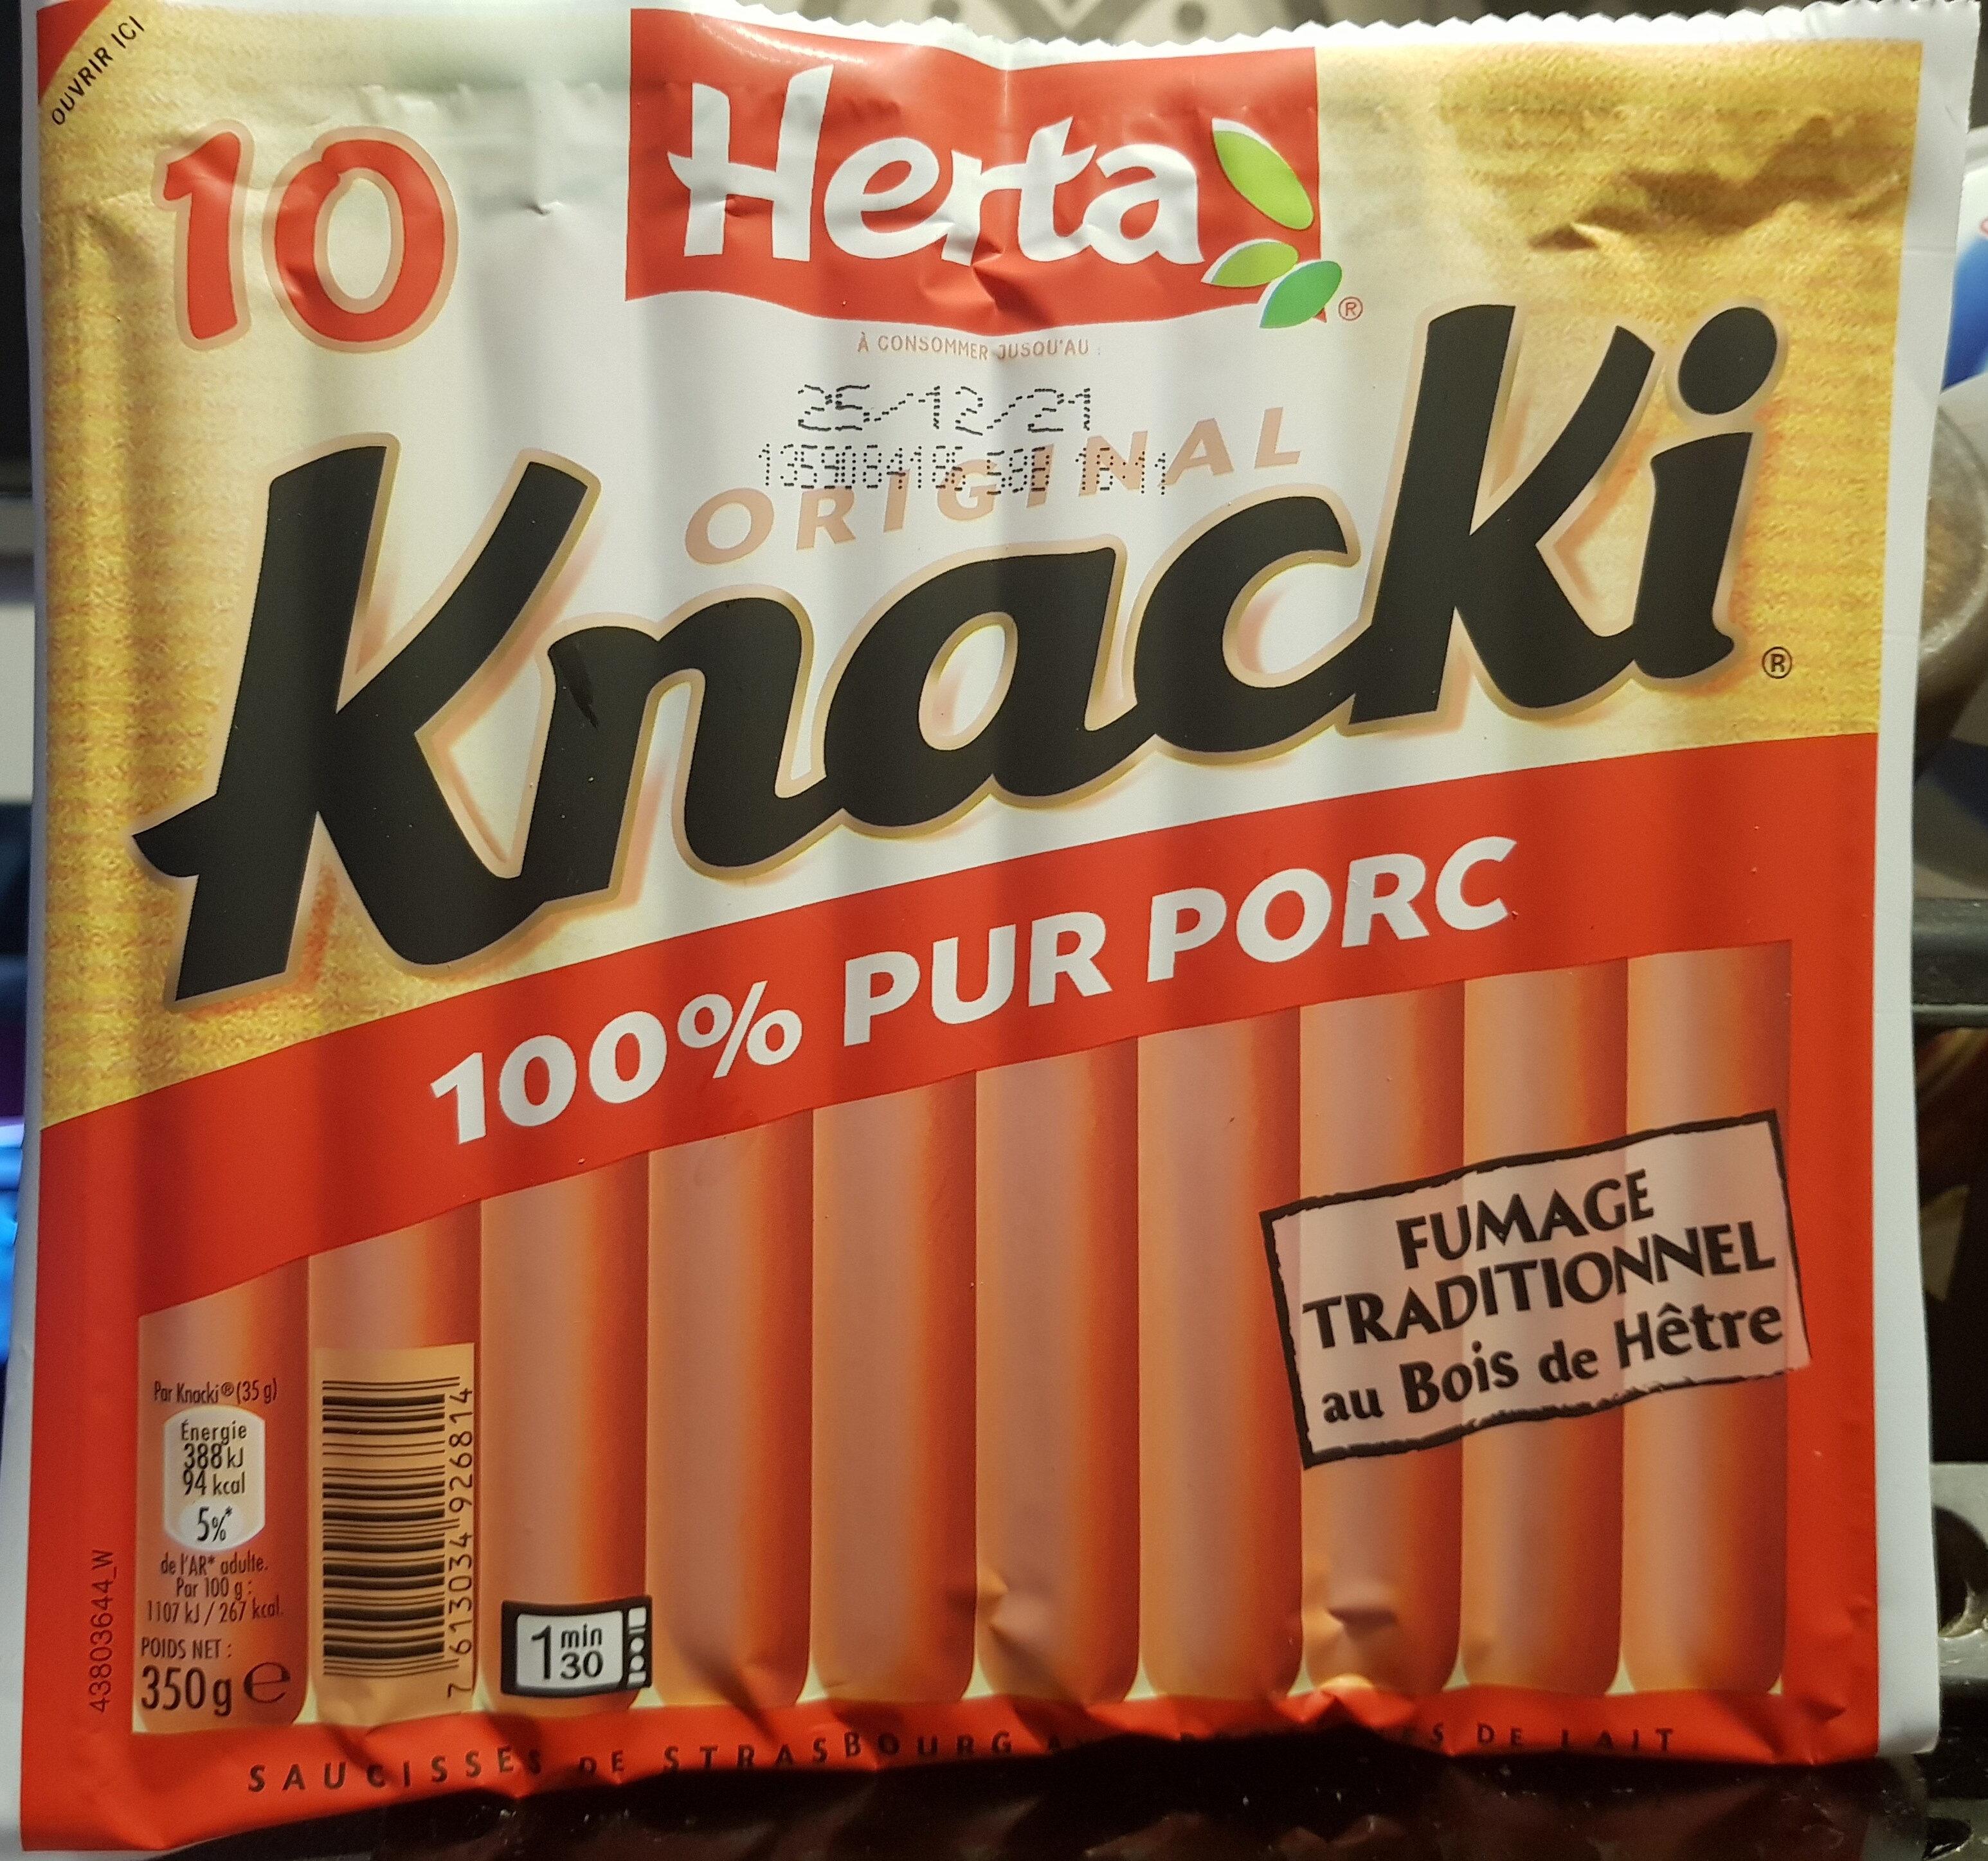 OUVRIR ICI
10
Herta
®
À CONSOMMER JUSQU'AU :
25/12/21
ORIGINAL
Knacki
®
100% PUR PORC
FUMAGE
TRADITIONNEL
au Bois de Hêtre
Par Knacki® (35 g)
Énergie
388 kJ
94 kcal
5%*
de l'AR* adulte.
Par 100 g :
1107 kJ / 267 kcal.
POIDS NET :
350g e
43803644_W
7 613034 926814
1 min
30
SAUCISSES DE STRASBOURG DE LAIT